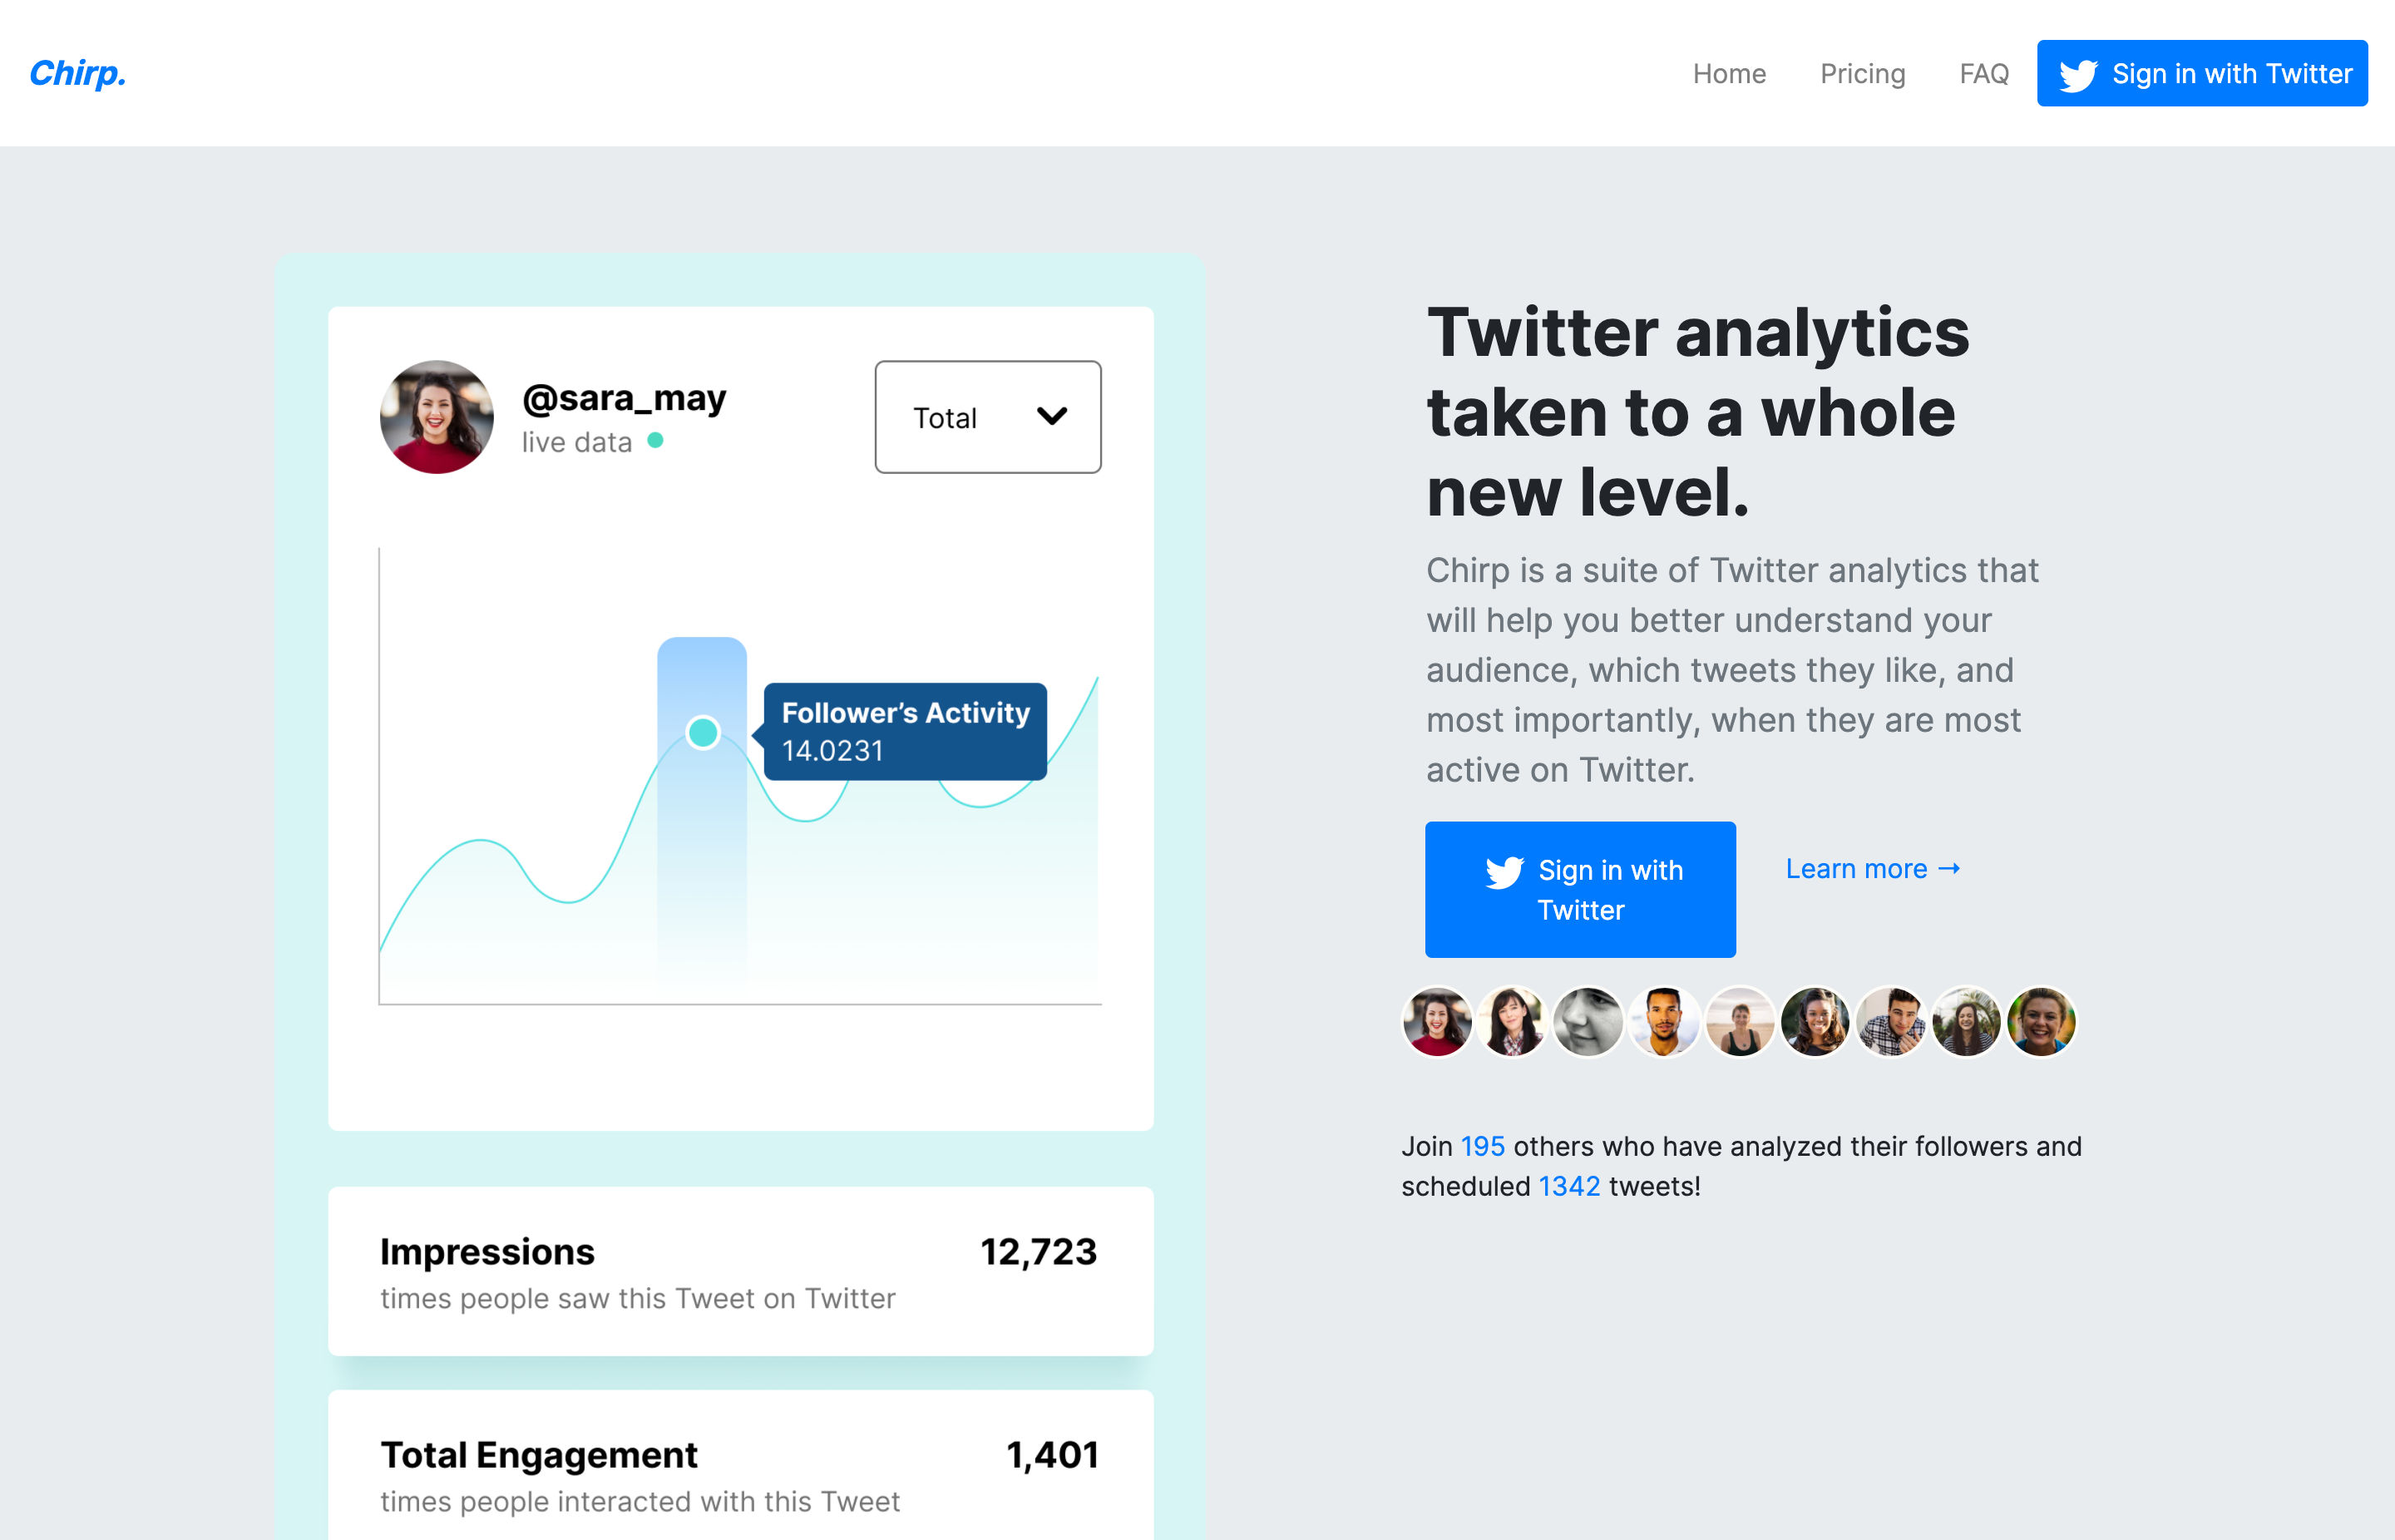 Chirp.
Home
Pricing
FAQ
Sign in with Twitter
@sara_may
live data
Total
Follower’s Activity
14.0231
Impressions
12,723
times people saw this Tweet on Twitter
Total Engagement
1,401
times people interacted with this Tweet
Twitter analytics
taken to a whole
new level.
Chirp is a suite of Twitter analytics that
will help you better understand your
audience, which tweets they like, and
most importantly, when they are most
active on Twitter.
Sign in with
Twitter
Learn more →
Join 195 others who have analyzed their followers and
scheduled 1342 tweets!